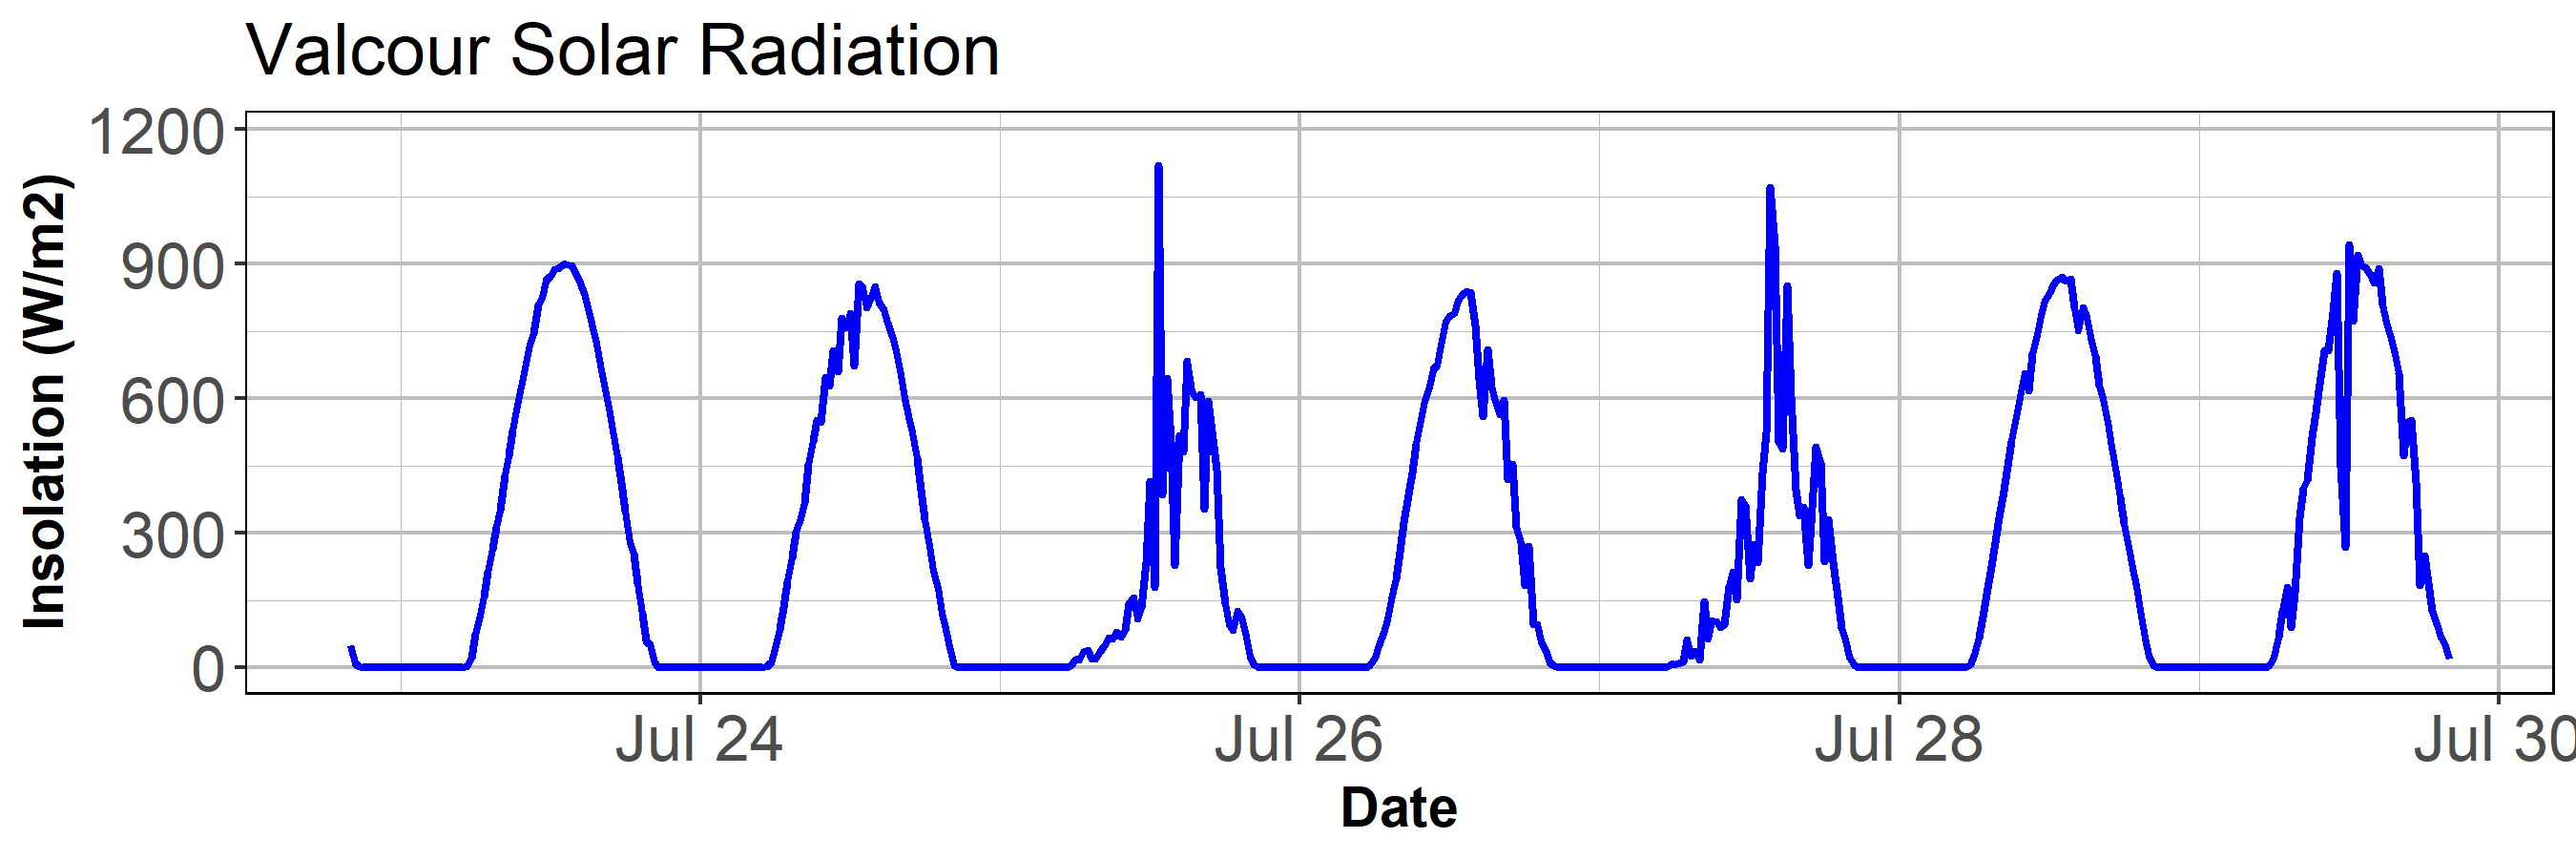 Valcour Solar Radiation
Insolation (W/m2)
1200
900
600
300
0
Jul 24
Jul 26
Jul 28
Jul 30
Date